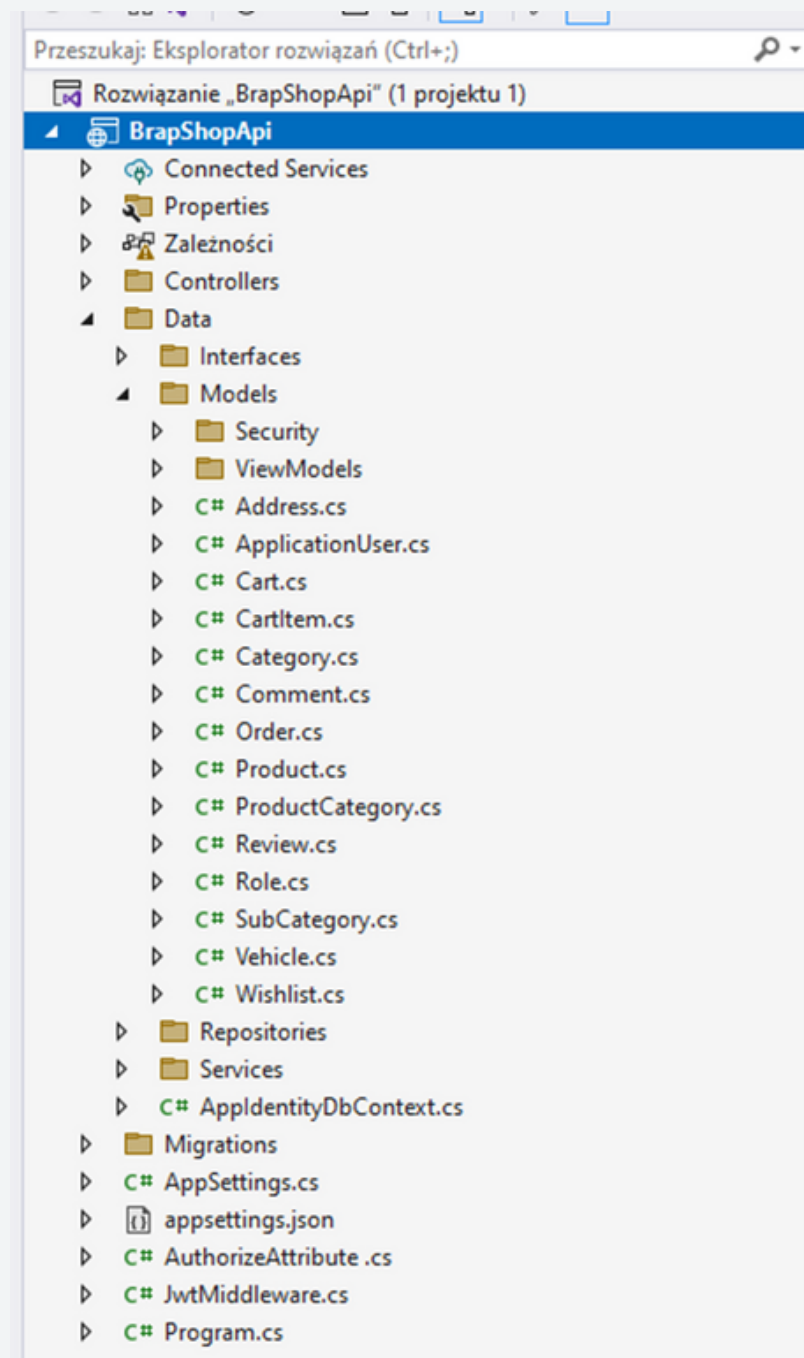 Przeszukaj: Eksplorator rozwiązań (Ctrl+;)
Rozwiązanie „BrapShopApi" (1 projektu 1)
BrapShopApi
Connected Services
Properties
Zależności
Controllers
Data
Interfaces
Models
Security
ViewModels
C# Address.cs
C# ApplicationUser.cs
C# Cart.cs
C# CartItem.cs
C# Category.cs
C# Comment.cs
C# Order.cs
C# Product.cs
C# ProductCategory.cs
C# Review.cs
C# Role.cs
C# SubCategory.cs
C# Vehicle.cs
C# Wishlist.cs
Repositories
Services
C# AppIdentityDbContext.cs
Migrations
C# AppSettings.cs
appsettings.json
C# AuthorizeAttribute .cs
C# JwtMiddleware.cs
C# Program.cs